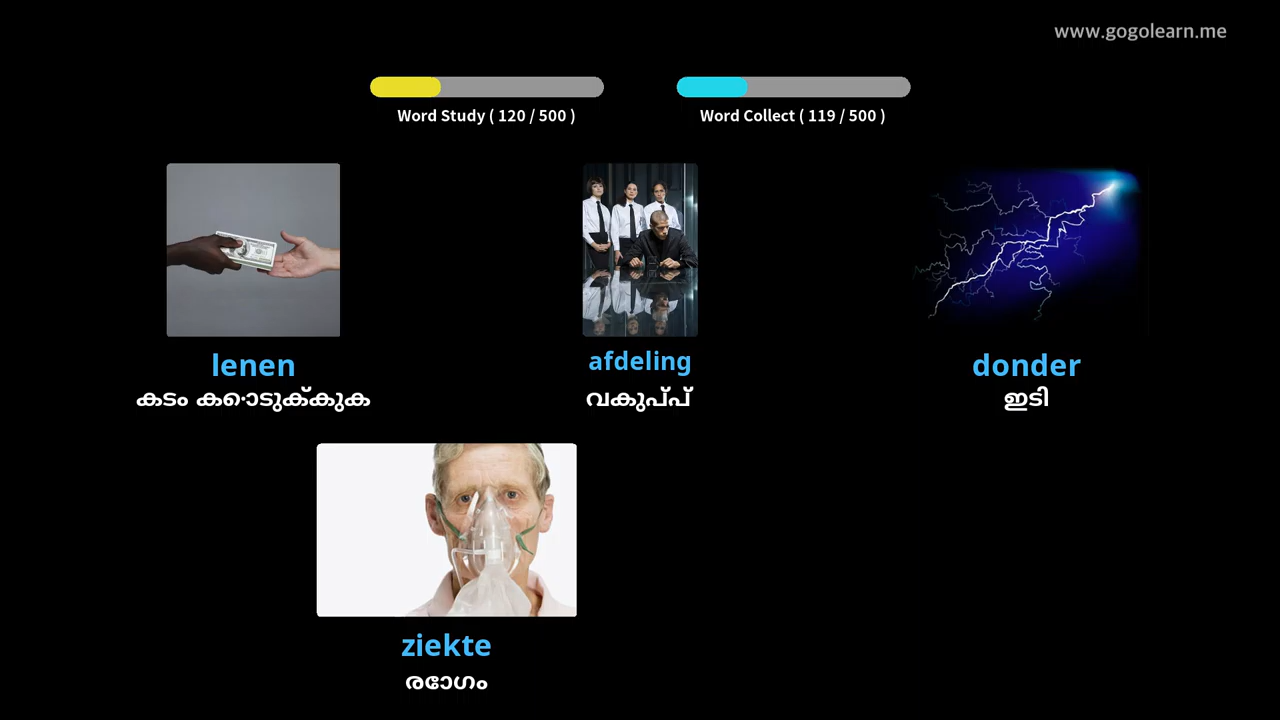 www.gogolearn.me
Word Study ( 120 / 500 )
Word Collect ( 119 / 500 )
lenen
afdeling
donder
കടം കൊടുക്കുക
വകുപ്പ്
ഇടി
ziekte
രോഗം